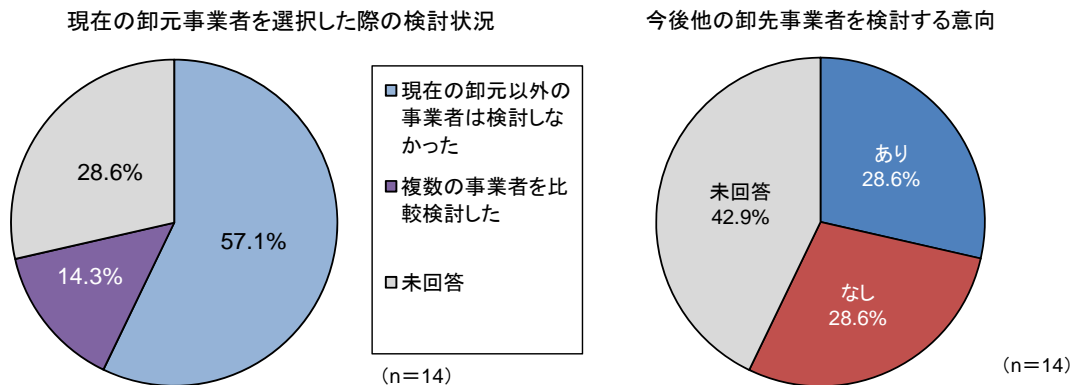 現在の卸元事業者を選択した際の検討状況
28.6%
14.3%
57.1%
現在の卸元以外の
事業者は検討しな
かった
複数の事業者を比
較検討した
未回答
(n=14)
今後他の卸先事業者を検討する意向
未回答
42.9%
あり
28.6%
なし
28.6%
(n=14)